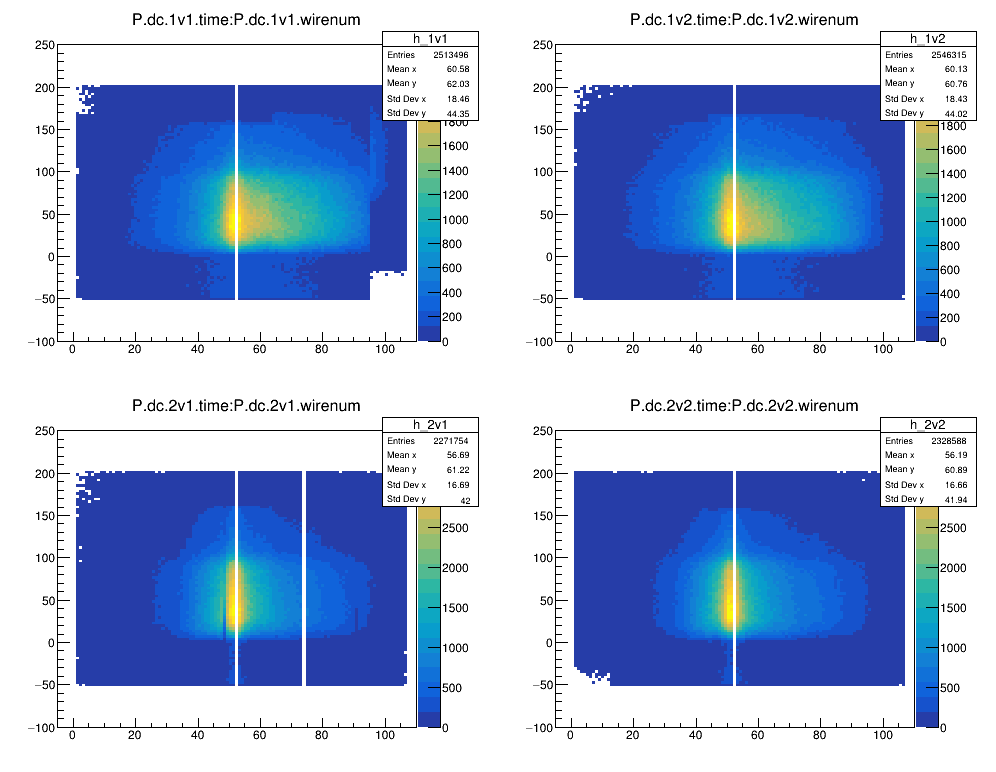 P.dc.1v1.time:P.dc.1v1.wirenum
h_1v1
Entries 2513496
Mean x 60.58
Mean y 62.03
Std Dev x 18.46
Std Dev y 44.35
250
200
150
100
50
0
−50
−100
0 20 40 60 80 100
1800
1600
1400
1200
1000
800
600
400
200
0
P.dc.1v2.time:P.dc.1v2.wirenum
h_1v2
Entries 2546315
Mean x 60.13
Mean y 60.76
Std Dev x 18.43
Std Dev y 44.02
250
200
150
100
50
0
−50
−100
0 20 40 60 80 100
1800
1600
1400
1200
1000
800
600
400
200
0
P.dc.2v1.time:P.dc.2v1.wirenum
h_2v1
Entries 2271754
Mean x 56.69
Mean y 61.22
Std Dev x 16.69
Std Dev y 42
250
200
150
100
50
0
−50
−100
0 20 40 60 80 100
2500
2000
1500
1000
500
0
P.dc.2v2.time:P.dc.2v2.wirenum
h_2v2
Entries 2328588
Mean x 56.19
Mean y 60.89
Std Dev x 16.66
Std Dev y 41.94
250
200
150
100
50
0
−50
−100
0 20 40 60 80 100
2500
2000
1500
1000
500
0